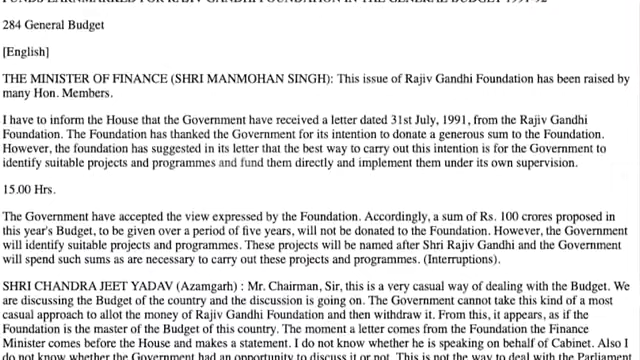 FUNDS EARNMARKED FOR RAJIV GANDHI FOUNDATION IN THE GENERAL BUDGET 1991-92
284 General Budget
[English]
THE MINISTER OF FINANCE (SHRI MANMOHAN SINGH): This issue of Rajiv Gandhi Foundation has been raised by
many Hon. Members.
I have to inform the House that the Government have received a letter dated 31st July, 1991, from the Rajiv Gandhi
Foundation. The Foundation has thanked the Government for its intention to donate a generous sum to the Foundation.
However, the foundation has suggested in its letter that the best way to carry out this intention is for the Government to
identify suitable projects and programmes and fund them directly and implement them under its own supervision.
15.00 Hrs.
The Government have accepted the view expressed by the Foundation. Accordingly, a sum of Rs. 100 crores proposed in
this year's Budget, to be given over a period of five years, will not be donated to the Foundation. However, the Government
will identify suitable projects and programmes. These projects will be named after Shri Rajiv Gandhi and the Government
will spend such sums as are necessary to carry out these projects and programmes. (Interruptions).
SHRI CHANDRA JEET YADAV (Azamgarh) : Mr. Chairman, Sir, this is a very casual way of dealing with the Budget. We
are discussing the Budget of the country and the discussion is going on. The Government cannot take this kind of a most
casual approach to allot the money of Rajiv Gandhi Foundation and then withdraw it. From this, it appears, as if the
Foundation is the master of the Budget of this country. The moment a letter comes from the Foundation the Finance
Minister comes before the House and makes a statement. I do not know whether he is speaking on behalf of Cabinet. Also I
do not know whether the Government had an opportunity to discuss it or not. This is not the way to deal with the Parliament